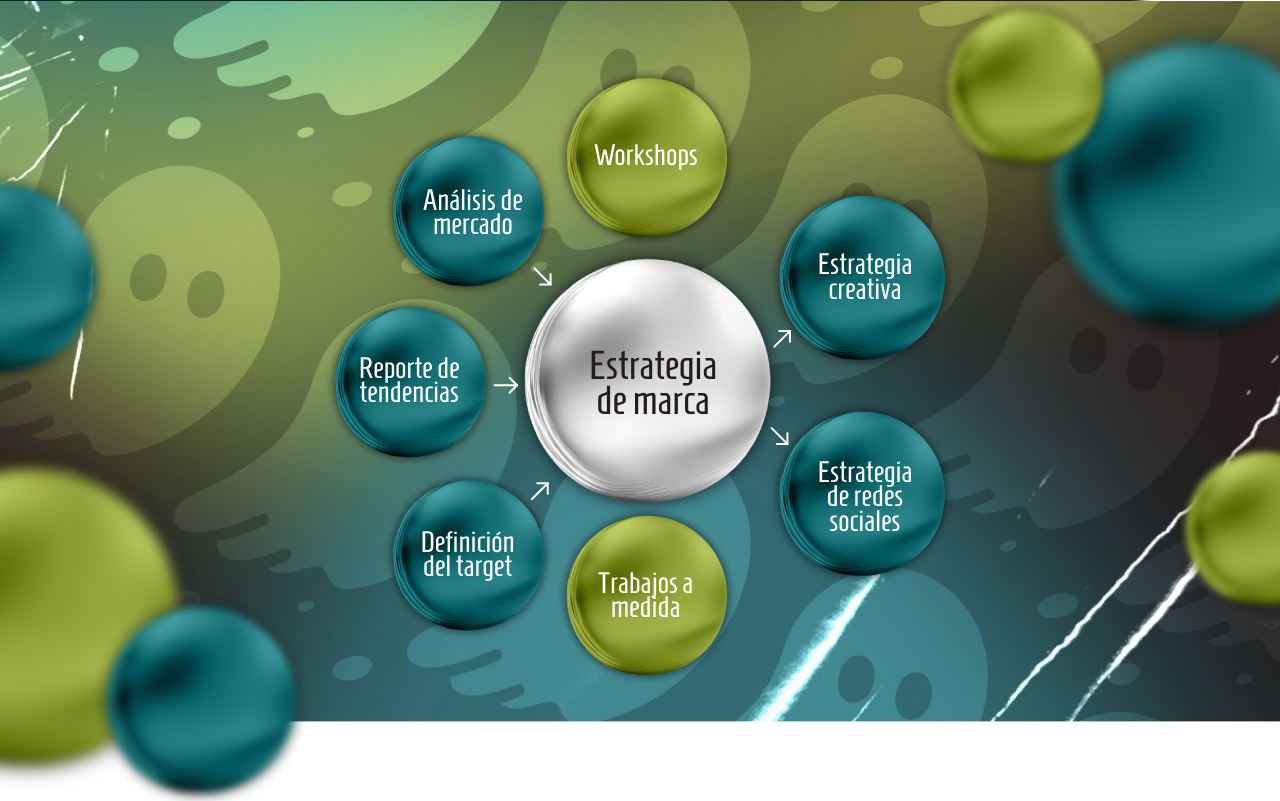 Workshops
Análisis de
mercado
Estrategia
creativa
Reporte de
tendencias
Estrategia
de marca
Estrategia
de redes
sociales
Definición
del target
Trabajos a
medida